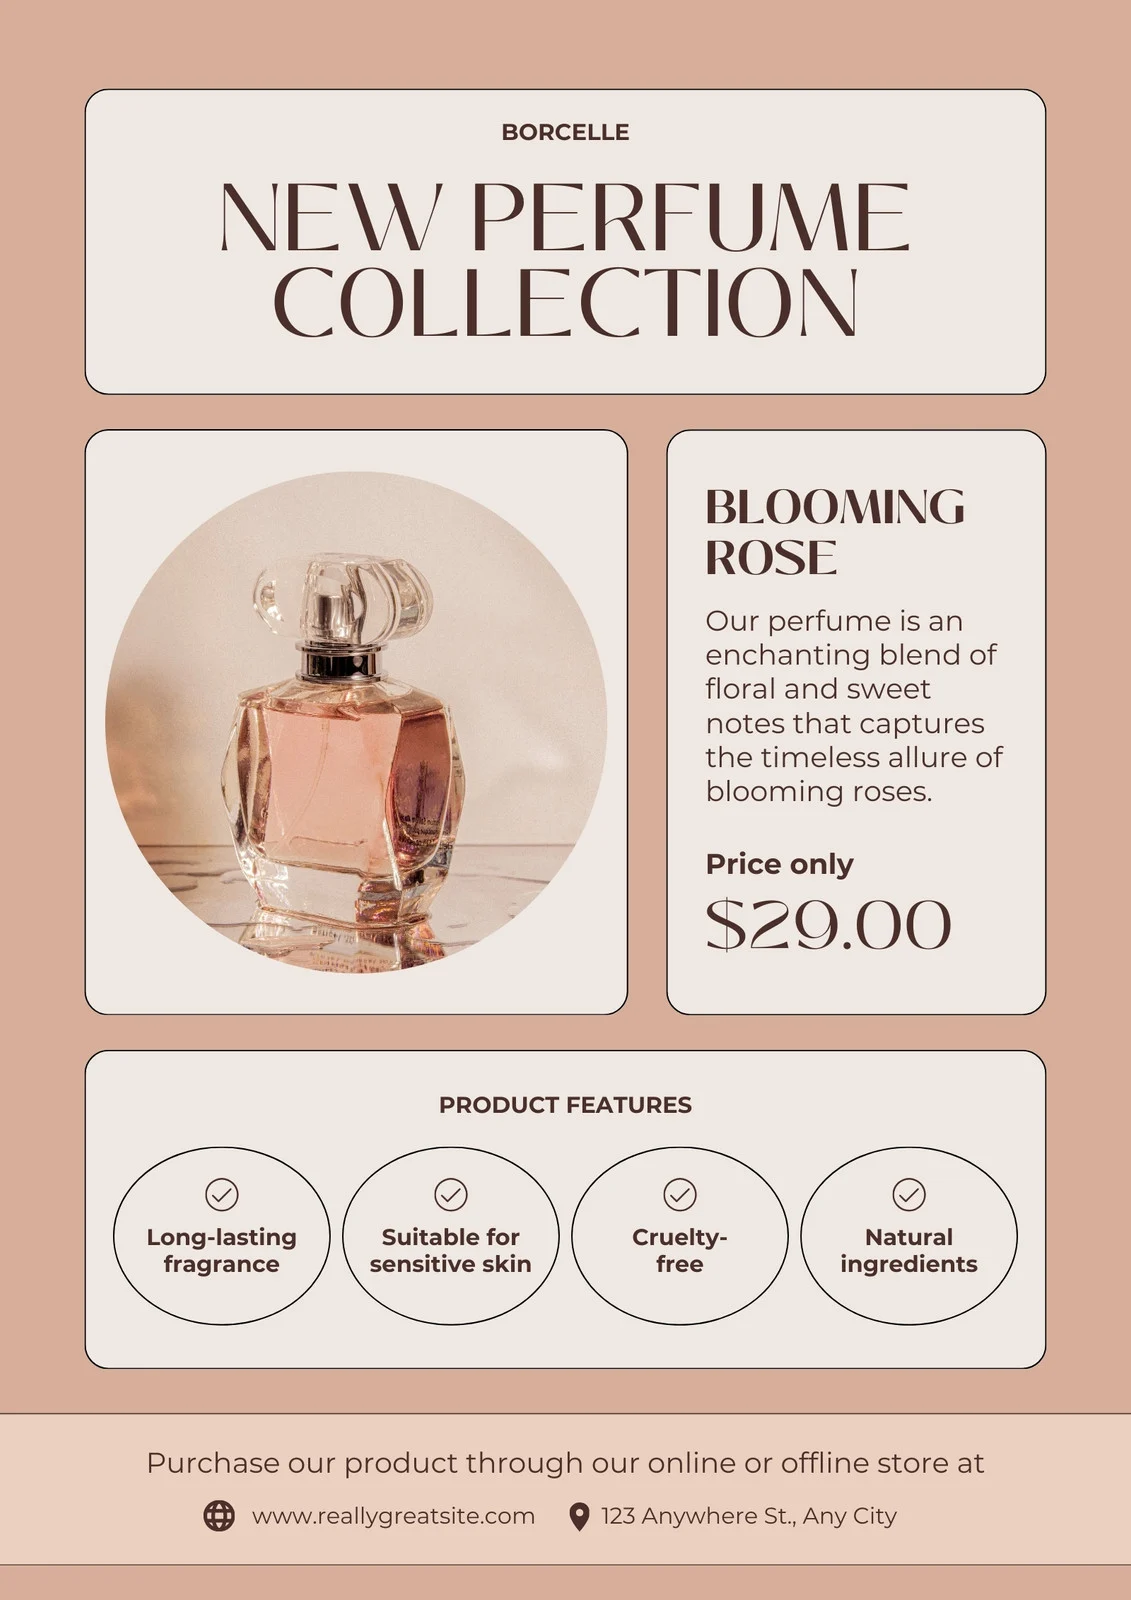 BORCELLE
NEW PERFUME
COLLECTION
BLOOMING
ROSE
Our perfume is an
enchanting blend of
floral and sweet
notes that captures
the timeless allure of
blooming roses.
Price only
$29.00
PRODUCT FEATURES
Long-lasting
fragrance
Suitable for
sensitive skin
Cruelty-
free
Natural
ingredients
Purchase our product through our online or offline store at
www.reallygreatsite.com
123 Anywhere St., Any City